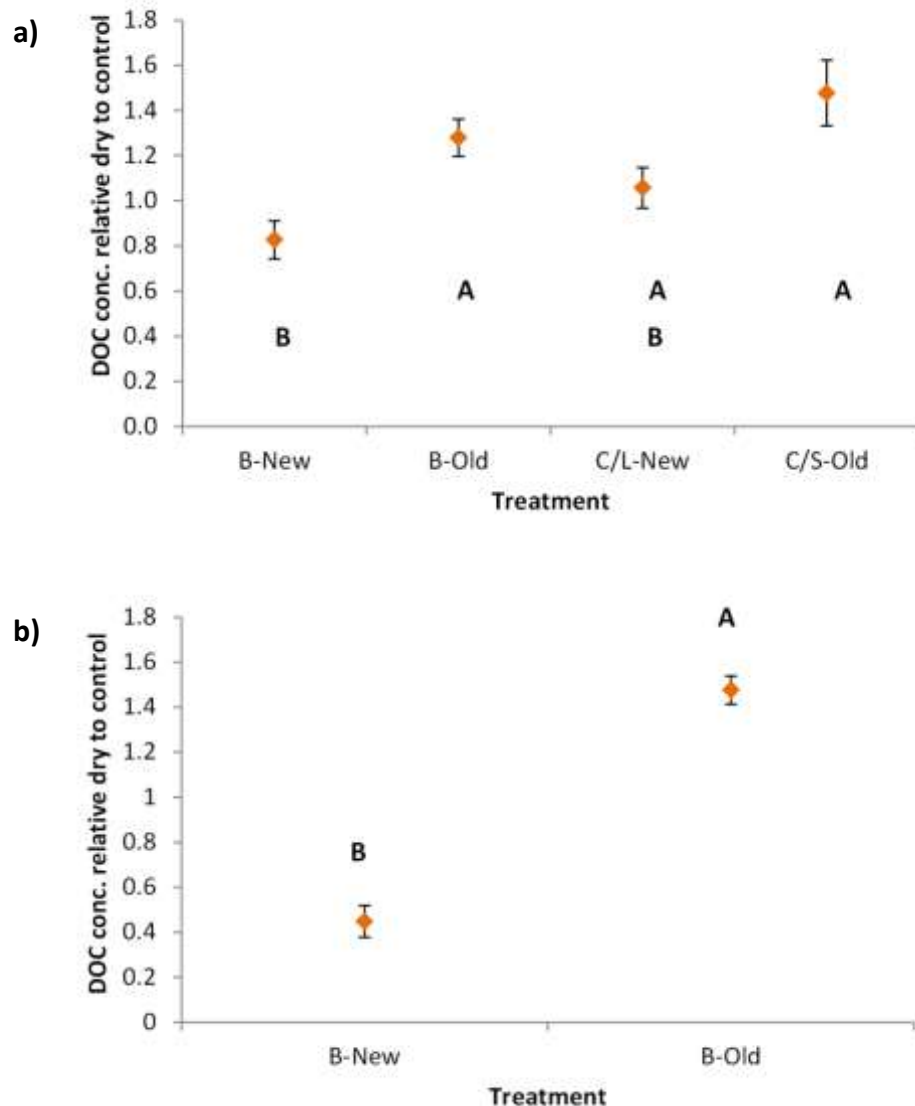 a)
DOC conc. relative dry to control
1.8
1.6
1.4
1.2
1.0
0.8
0.6
0.4
0.2
0.0
A
A
A
B
B
B-New
B-Old
C/L-New
C/S-Old
Treatment
b)
DOC conc. relative dry to control
1.8
1.6
1.4
1.2
1
0.8
0.6
0.4
0.2
0
A
B
B-New
B-Old
Treatment